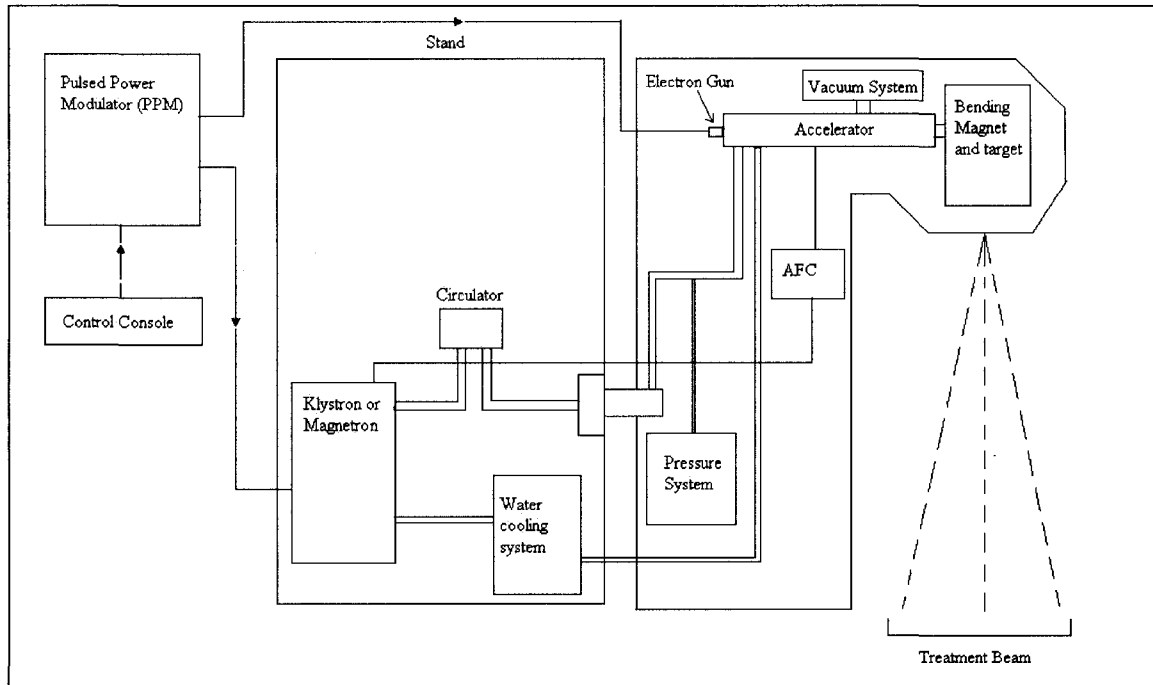 Stand
Pulsed Power
Modulator (PPM)
Electron Gun
Vacuum System
Accelerator
Bending
Magnet
and target
AFC
Circulator
Control Console
Klystron or
Magnetron
Pressure
System
Water
cooling
system
Treatment Beam